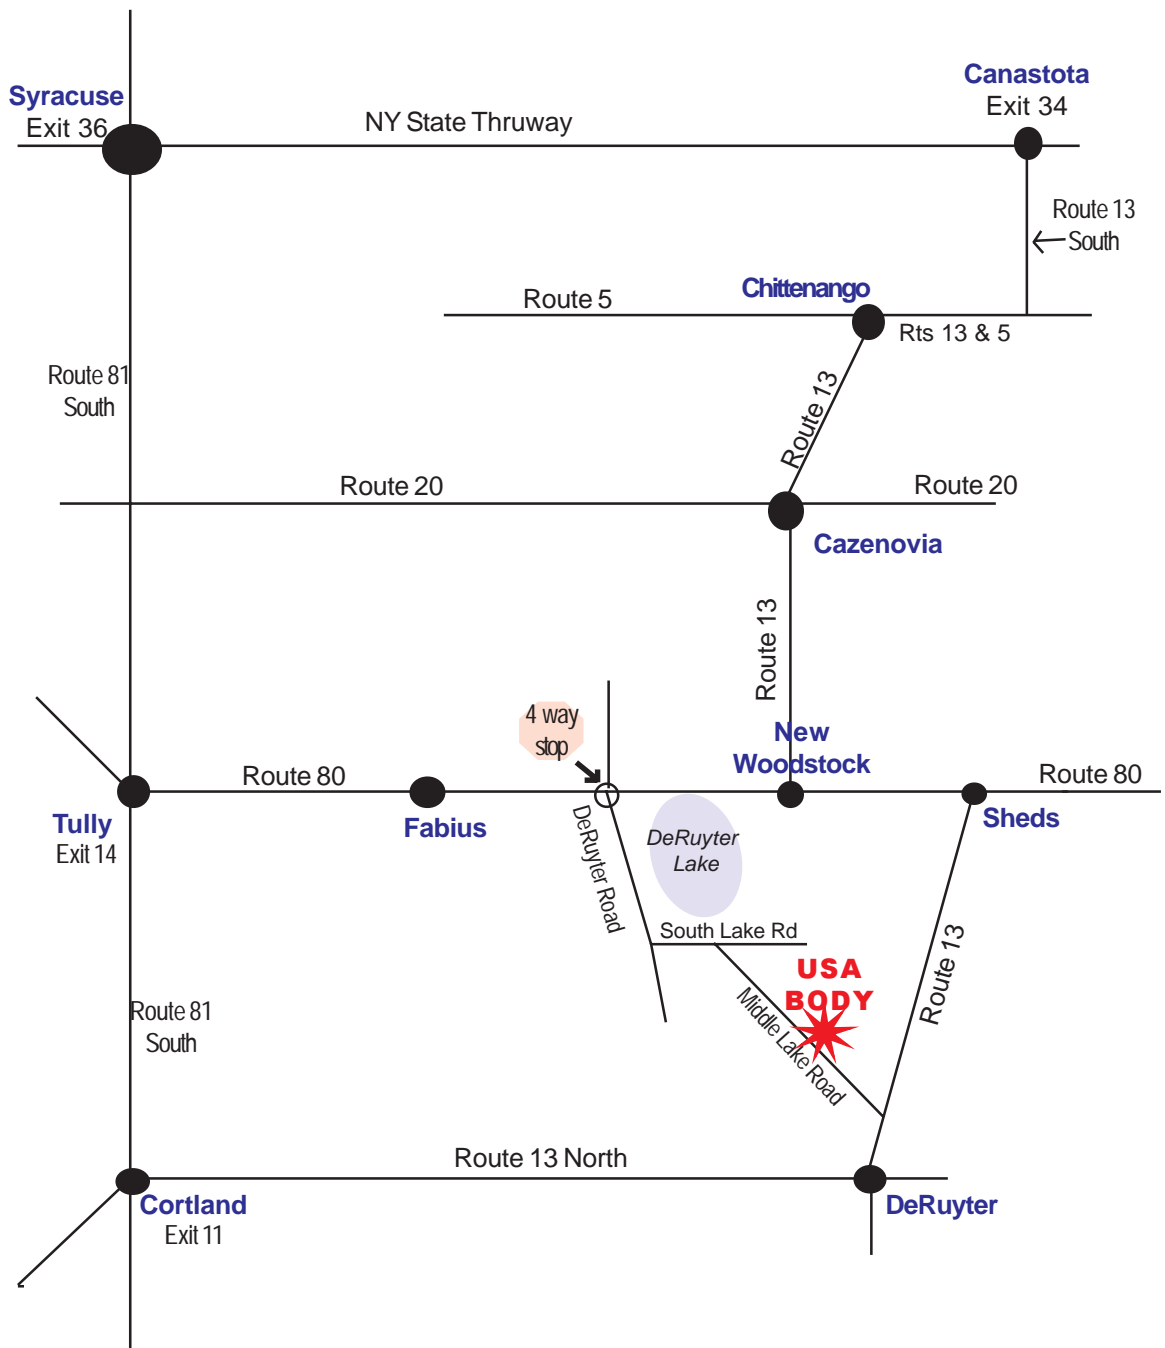 Canastota
Exit 34
Syracuse
Exit 36
NY State Thruway
Route 13
South
Chittenango
Route 5
Rts 13 & 5
Route 81
South
Route 13
Route 20
Route 20
Cazenovia
Route 13
4 way
stop
New
Woodstock
Route 80
Route 80
Tully
Exit 14
Fabius
Sheds
DeRuyter Road
DeRuyter
Lake
South Lake Rd
USA
BODY
Middle Lake Road
Route 13
Route 81
South
Route 13 North
Cortland
Exit 11
DeRuyter